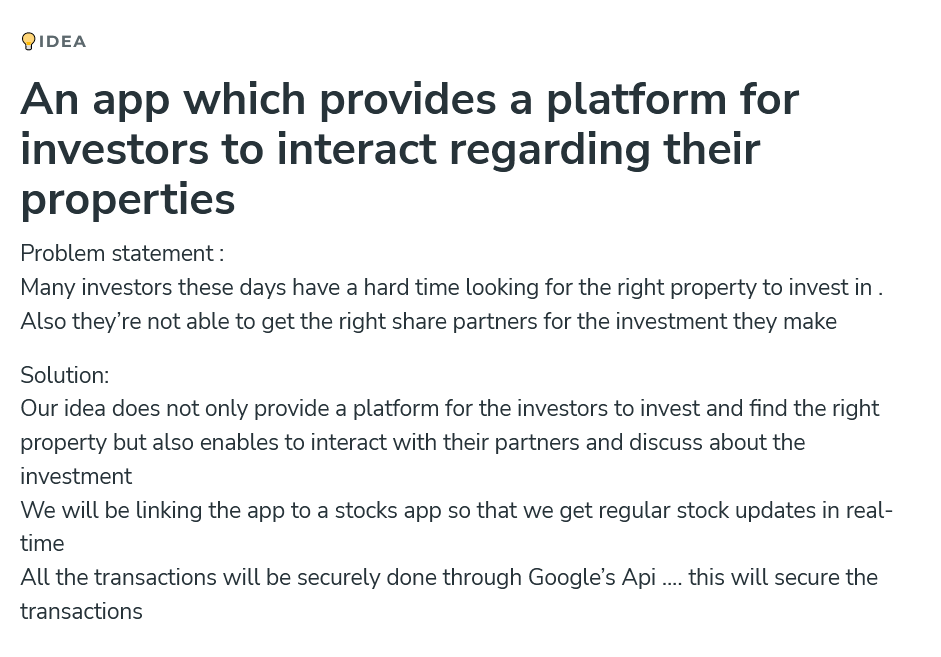 IDEA
An app which provides a platform for
investors to interact regarding their
properties
Problem statement :
Many investors these days have a hard time looking for the right property to invest in .
Also they’re not able to get the right share partners for the investment they make
Solution:
Our idea does not only provide a platform for the investors to invest and find the right
property but also enables to interact with their partners and discuss about the
investment
We will be linking the app to a stocks app so that we get regular stock updates in real-
time
All the transactions will be securely done through Google’s Api .... this will secure the
transactions